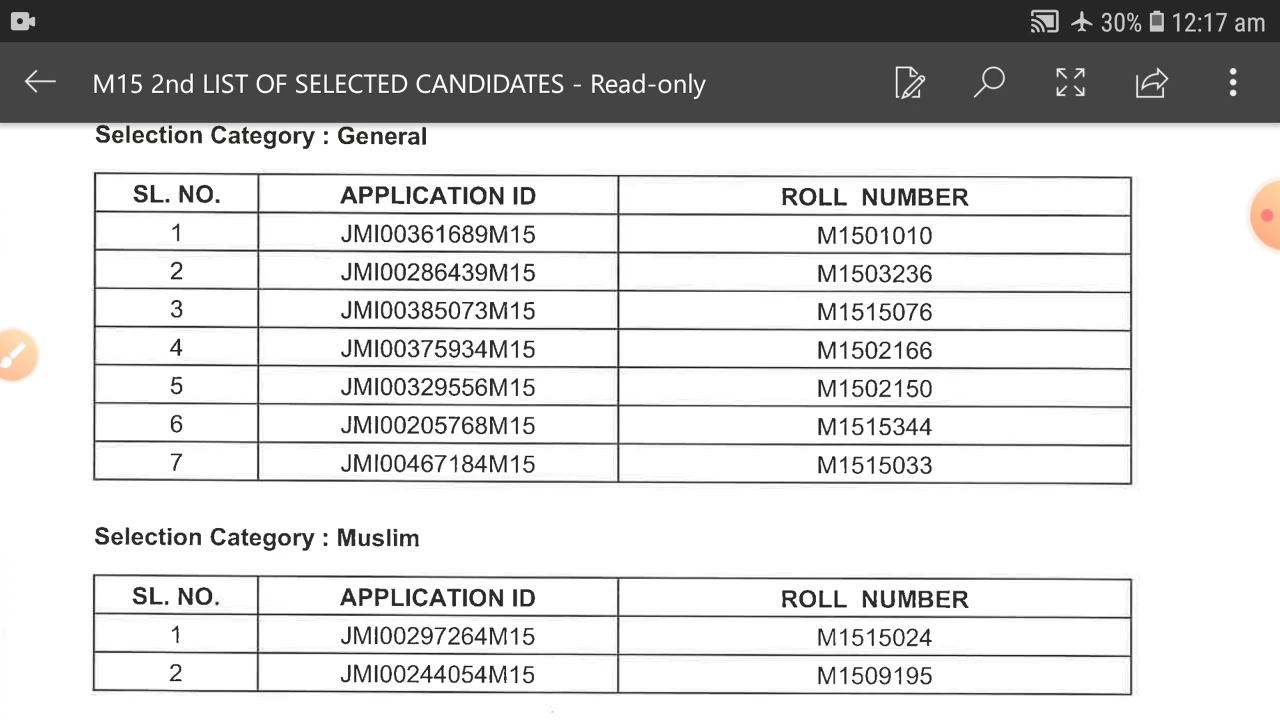 30% 12:17 am
M15 2nd LIST OF SELECTED CANDIDATES - Read-only
Selection Category : General
SL. NO. APPLICATION ID ROLL NUMBER
1 JMI00361689M15 M1501010
2 JMI00286439M15 M1503236
3 JMI00385073M15 M1515076
4 JMI00375934M15 M1502166
5 JMI00329556M15 M1502150
6 JMI00205768M15 M1515344
7 JMI00467184M15 M1515033
Selection Category : Muslim
SL. NO. APPLICATION ID ROLL NUMBER
1 JMI00297264M15 M1515024
2 JMI00244054M15 M1509195